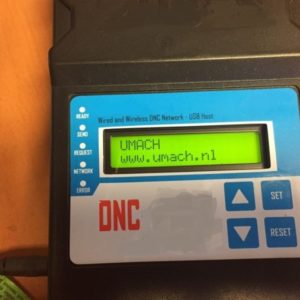 Wired and Wireless DNC Network - USB Host
READY
SEND
REQUEST
NETWORK
ERROR
UMACH
www.umach.nl
DNC
SET
RESET